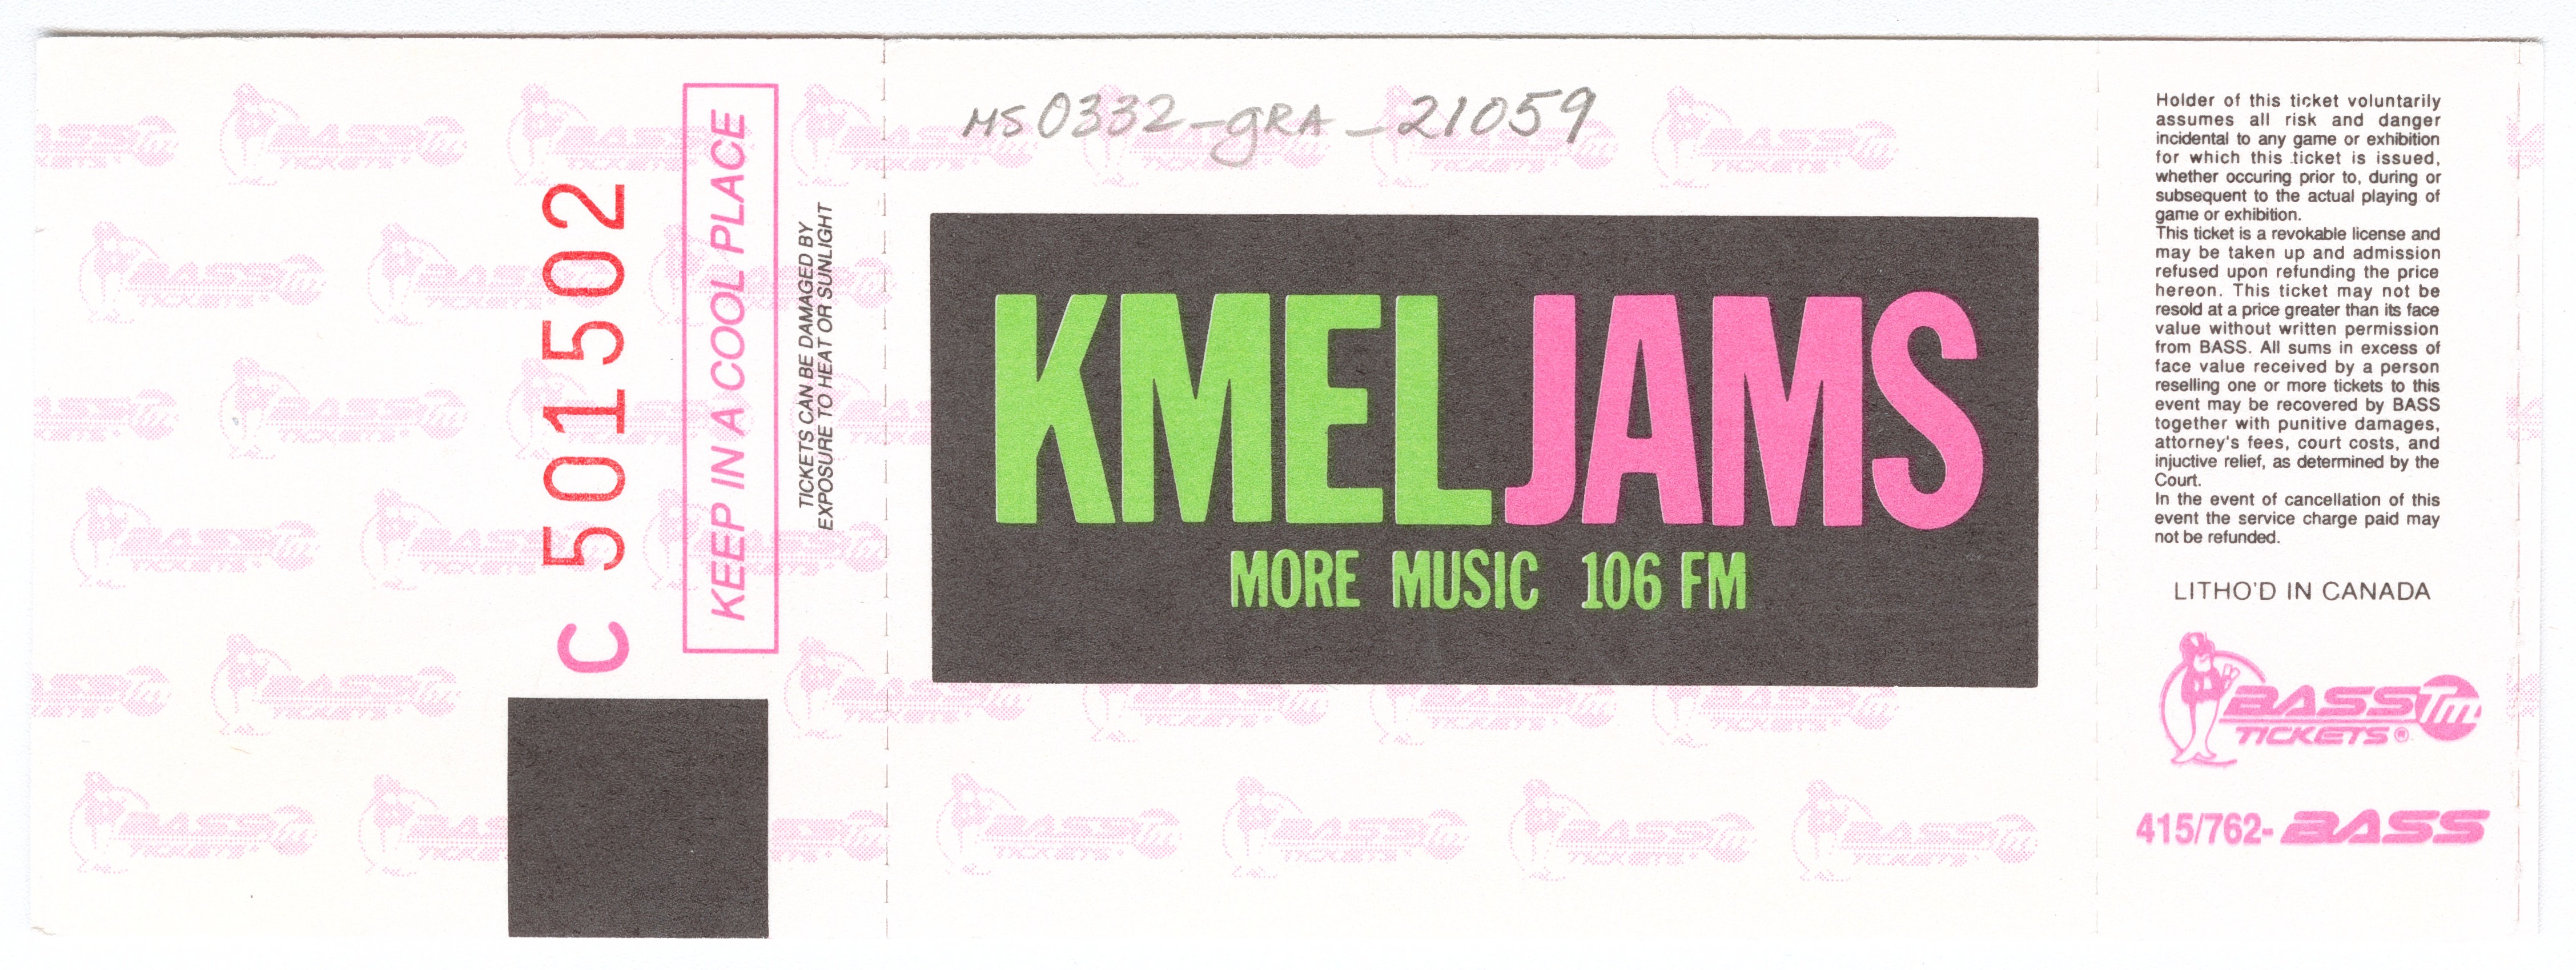 C 501502
KEEP IN A COOL PLACE
TICKETS CAN BE DAMAGED BY
EXPOSURE TO HEAT OR SUNLIGHT
MS0332-gRA-21059
KMELJAMS
MORE MUSIC 106 FM
Holder of this ticket voluntarily
assumes all risk and danger
incidental to any game or exhibition
for which this ticket is issued,
whether occuring prior to, during or
subsequent to the actual playing of
game or exhibition.
This ticket is a revokable license and
may be taken up and admission
refused upon refunding the price
hereon. This ticket may not be
resold at a price greater than its face
value without written permission
from BASS. All sums in excess of
face value received by a person
reselling one or more tickets to this
event may be recovered by BASS
together with punitive damages,
attorney's fees, court costs, and
injuctive relief, as determined by the
Court.
In the event of cancellation of this
event the service charge paid may
not be refunded.
LITHO'D IN CANADA
BASS Tm
TICKETS ®
415/762-BASS